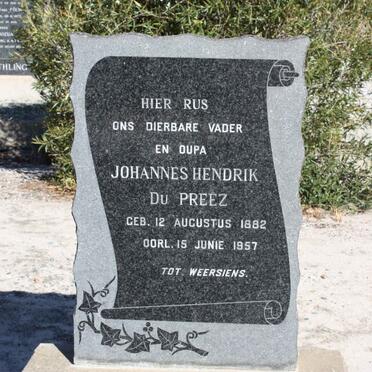 HIER RUS
ONS DIERBARE VADER
EN OUPA
JOHANNES HENDRIK
DU PREEZ
GEB. 12 AUGUSTUS 1882
OORL. 15 JUNIE 1957
TOT WEERSIENS.
THLING